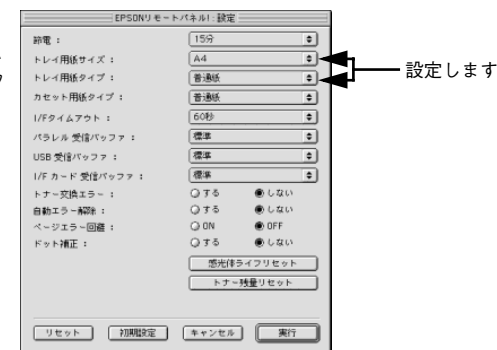 EPSONリモートパネル!:設定
節電: 15分
トレイ用紙サイズ: A4
トレイ用紙タイプ: 普通紙
設定します
カセット用紙タイプ: 普通紙
I/Fタイムアウト: 60秒
パラレル 受信バッファ: 標準
USB 受信バッファ: 標準
I/F カード 受信バッファ: 標準
トナー交換エラー: する しない
自動エラー解除: する しない
ページエラー回避: ON OFF
ドット補正: する しない
感光体ライフリセット
トナー残量リセット
リセット 初期設定 キャンセル 実行